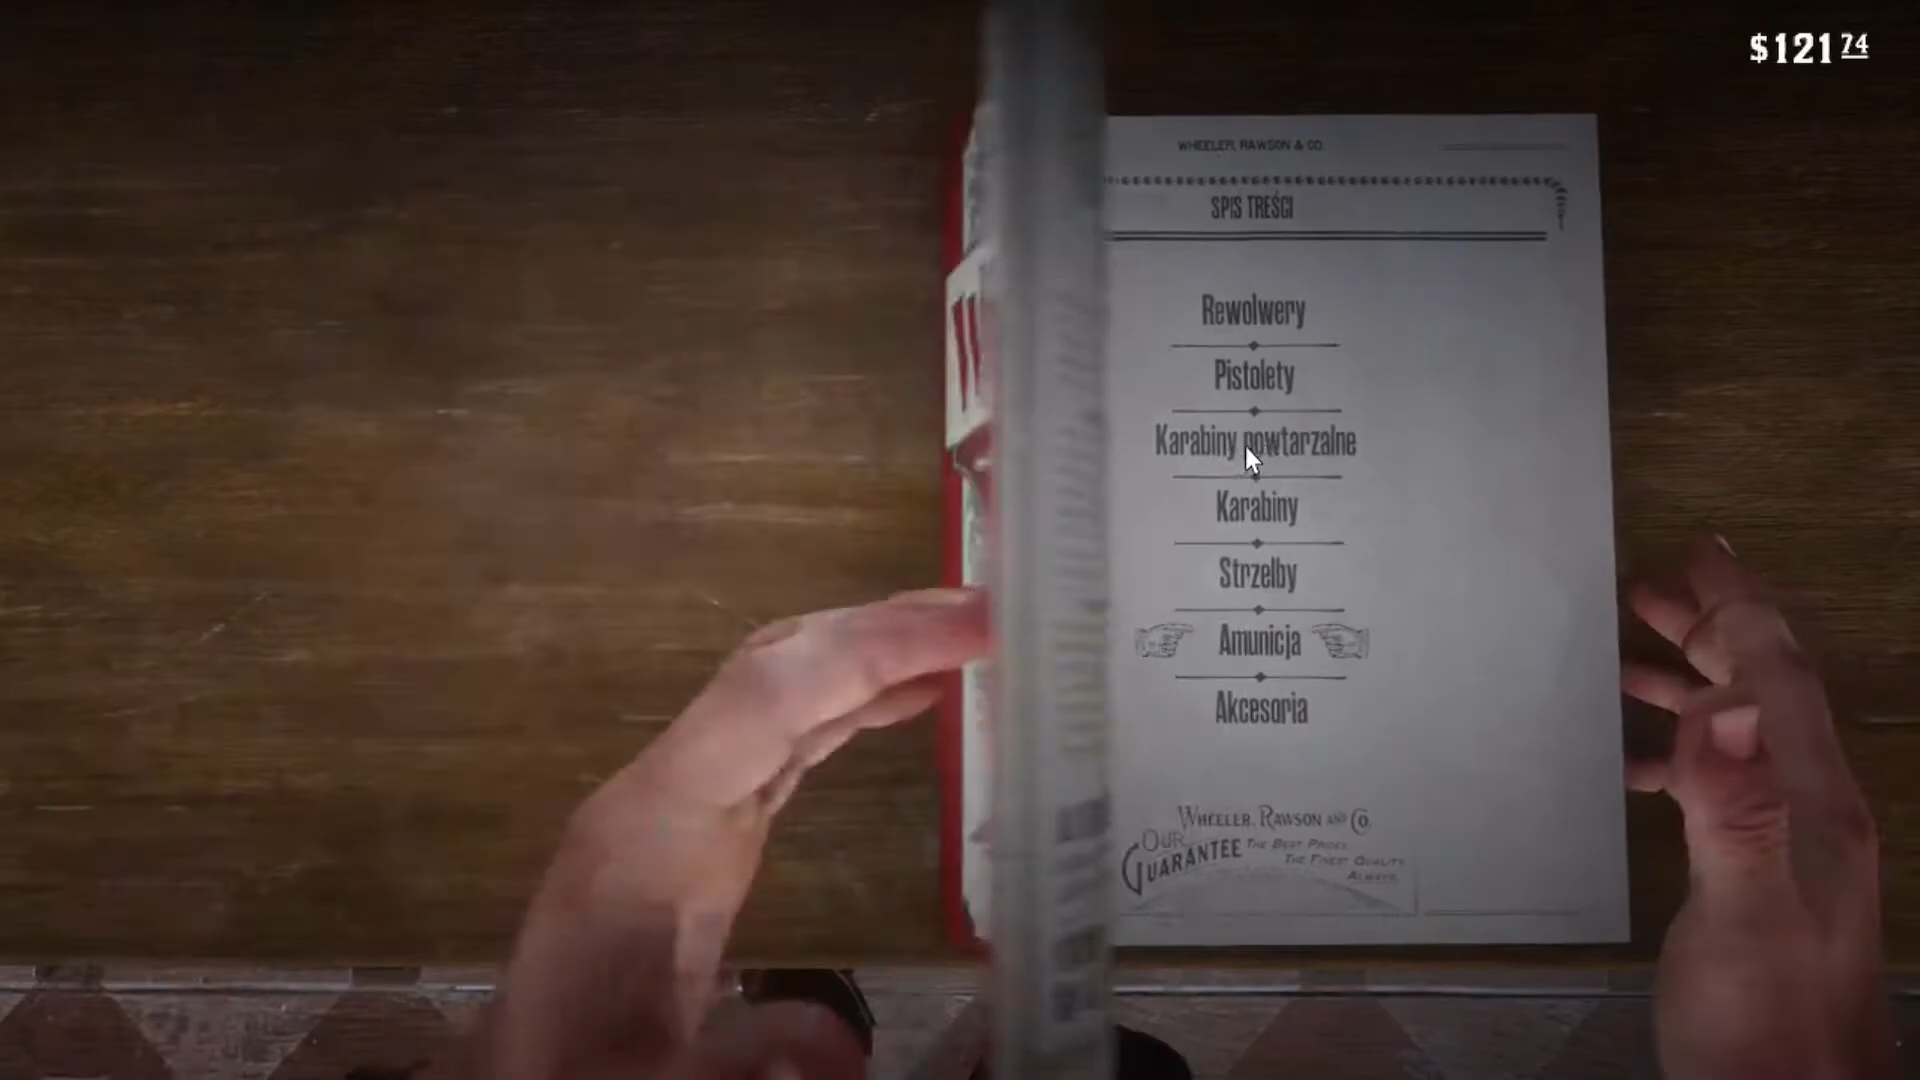 $121 74
WHEELER, RAWSON & CO.
SPIS TREŚCI
Rewolwery
Pistolety
Karabiny powtarzalne
Karabiny
Strzelby
Amunicja
Akcesoria
WHEELER, RAWSON AND CO.
OUR GUARANTEE THE BEST PRICES.
THE FINEST QUALITY.
ALWAYS.